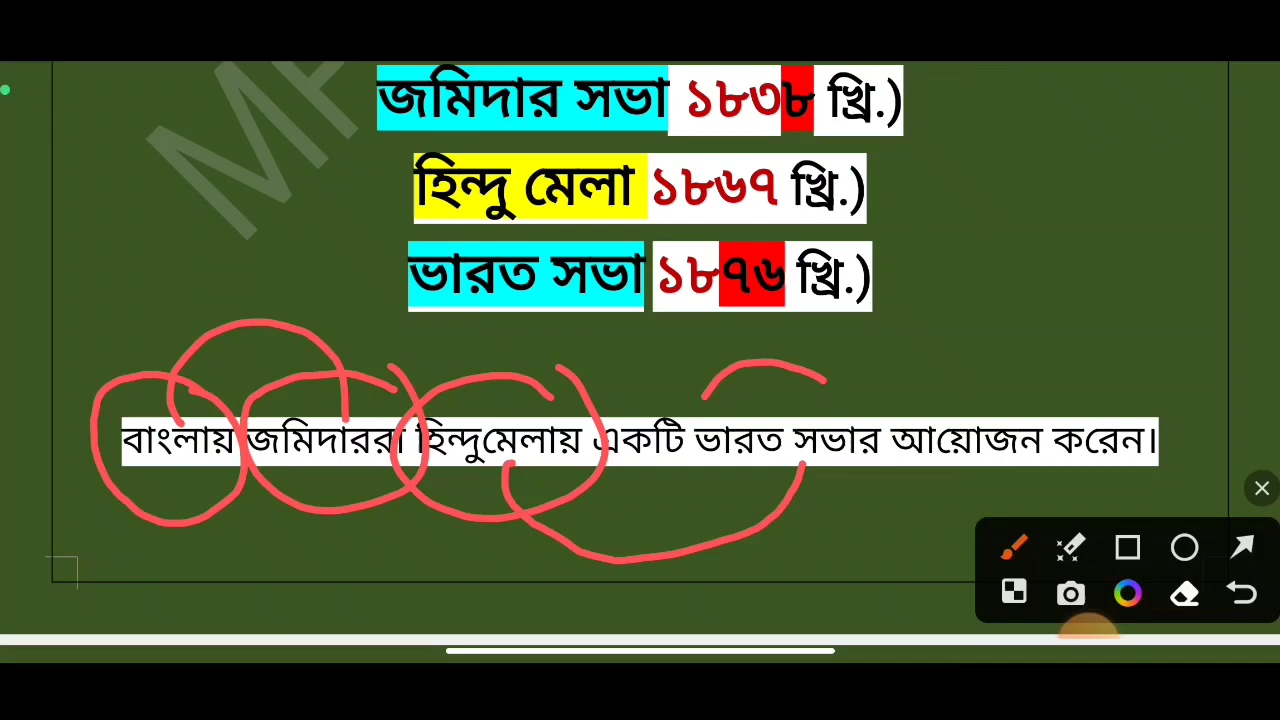 জমিদার সভা ১৮৩৮ খ্রি.)
হিন্দু মেলা ১৮৬৭ খ্রি.)
ভারত সভা ১৮৭৬ খ্রি.)
বাংলায় জমিদাররা হিন্দুমেলায় একটি ভারত সভার আয়োজন করেন।